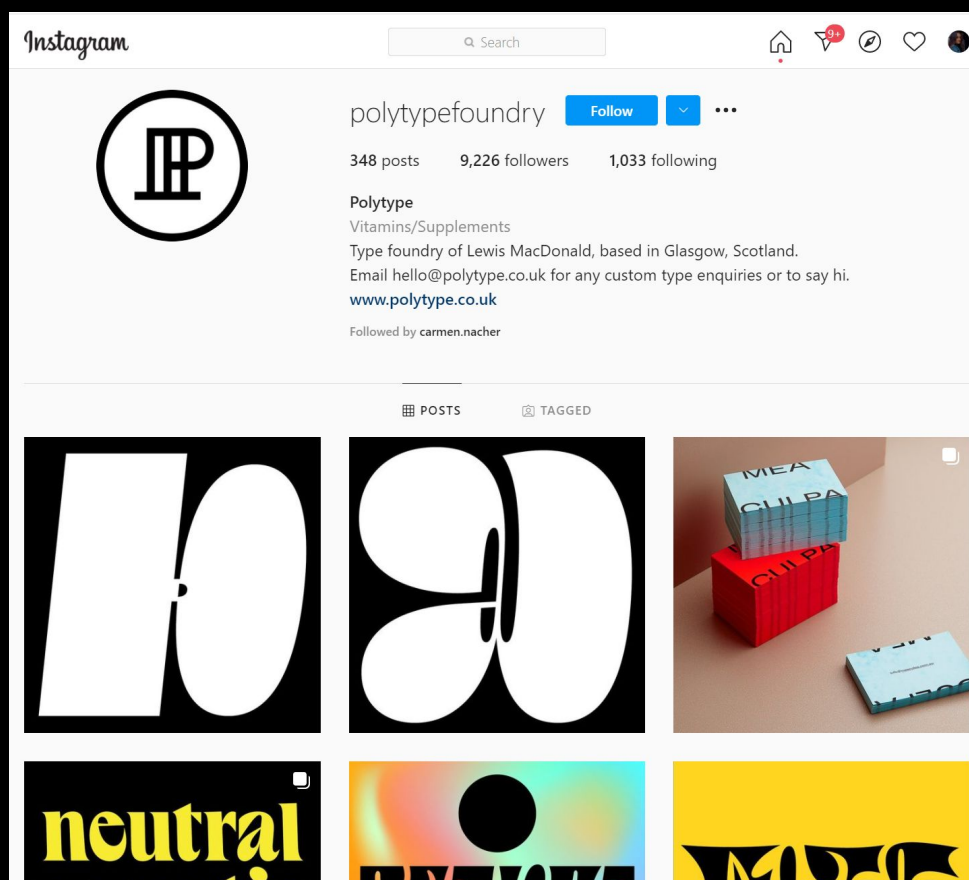 Instagram
Search
9+
polytypefoundry Follow
348 posts 9,226 followers 1,033 following
Polytype
Vitamins/Supplements
Type foundry of Lewis MacDonald, based in Glasgow, Scotland.
Email hello@polytype.co.uk for any custom type enquiries or to say hi.
www.polytype.co.uk
Followed by carmen.nacher
POSTS TAGGED
MEA
CULPA
CULPA
neutral